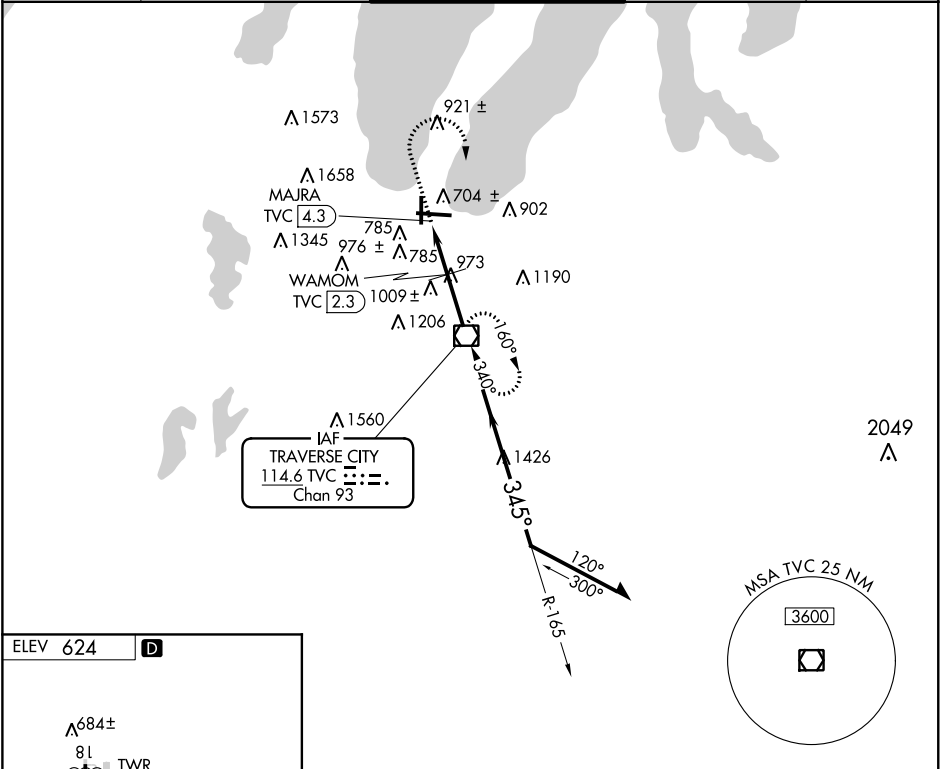 921 ±
1573
1658
MAJRA
TVC 4.3
704 ±
902
785
1345
976 ±
785
973
WAMOM
TVC 2.3
1009 ±
1190
1206
160°
340°
1560
IAF
TRAVERSE CITY
114.6 TVC
Chan 93
1426
2049
345°
120°
300°
R-165
MSA TVC 25 NM
3600
ELEV 624 D
684±
18
TWR